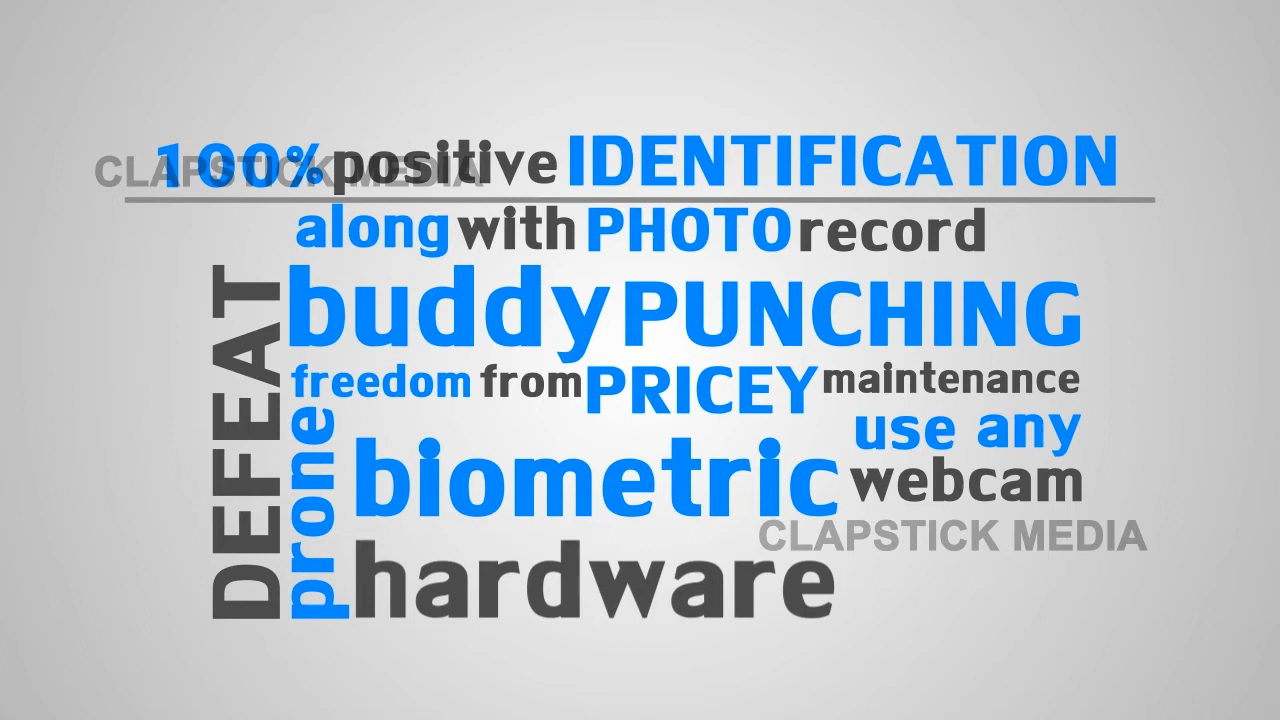 100% positive IDENTIFICATION
CLAPSTICK MEDIA
along with PHOTO record
DEFEAT
buddy PUNCHING
freedom from PRICEY maintenance
prone
use any
biometric
webcam
CLAPSTICK MEDIA
hardware